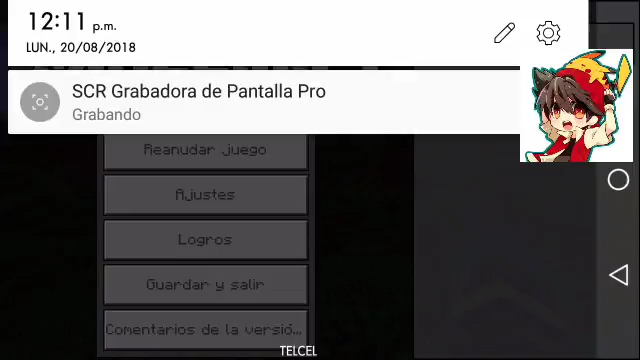 12:11 p.m.
LUN., 20/08/2018
SCR Grabadora de Pantalla Pro
Grabando
Reanudar juego
Ajustes
Logros
Guardar y salir
Comentarios de la versió...
TELCEL